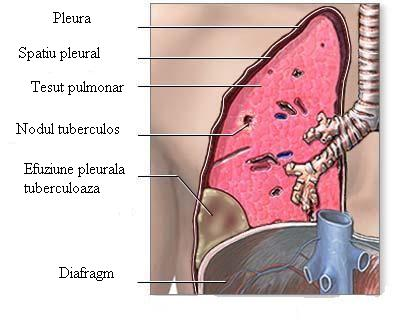 Pleura
Spatiu pleural
Tesut pulmonar
Nodul tuberculos
Efuziune pleurala
tuberculoaza
Diafragm